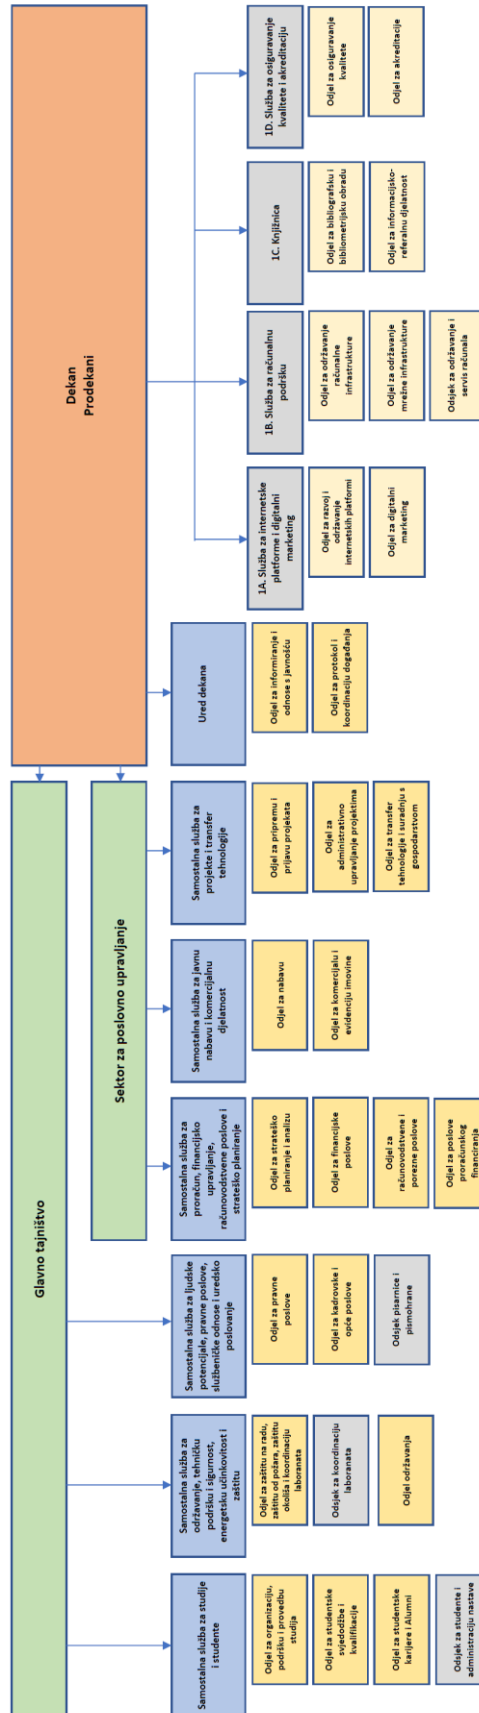 Glavno tajništvo
Dekan
Prodekani
Sektor za poslovno upravljanje
Samostalna služba za studije
i studente
Samostalna služba za
održavanje, tehničku
podršku i sigurnost,
energetsku učinkovitost i
zaštitu
Samostalna služba za ljudske
potencijale, pravne poslove,
službeničke odnose i uredsko
poslovanje
Samostalna služba za
proračun, financijsko
upravljanje,
računovodstvene poslove i
strateško planiranje
Samostalna služba za javnu
nabavu i komercijalnu
djelatnost
Samostalna služba za
projekte i transfer
tehnologije
Ured dekana
1A. Služba za internetske
platforme i digitalni
marketing
1B. Služba za računalnu
podršku
1C. Knjižnica
1D. Služba za osiguravanje
kvalitete i akreditaciju
Odjel za organizaciju,
podršku i provedbu
studija
Odjel za studentske
svjedodžbe i
kvalifikacije
Odjel za studentske
karijere i Alumni
Odsjek za studente i
administraciju nastave
Odjel za zaštitu na radu,
zaštitu od požara, zaštitu
okoliša i koordinaciju
laboranata
Odsjek za koordinaciju
laboranata
Odjel održavanja
Odjel za pravne
poslove
Odjel za kadrovske i
opće poslove
Odsjek pisarnice i
pismohrane
Odjel za strateško
planiranje i analizu
Odjel za financijske
poslove
Odjel za
računovodstvene i
porezne poslove
Odjel za poslove
proračunskog
financiranja
Odjel za nabavu
Odjel za komercijalu i
evidenciju imovine
Odjel za pripremu i
prijavu projekata
Odjel za
administrativno
upravljanje projektima
Odjel za transfer
tehnologije i suradnju s
gospodarstvom
Odjel za informiranje i
odnose s javnošću
Odjel za protokol i
koordinaciju događanja
Odjel za razvoj i
održavanje
internetskih platformi
Odjel za digitalni
marketing
Odjel za održavanje
računalne
infrastrukture
Odjel za održavanje
mrežne infrastrukture
Odsjek za održavanje i
servis računala
Odjel za bibliografsku i
bibliometrijsku obradu
Odjel za informacijsko-
referalnu djelatnost
Odjel za osiguravanje
kvalitete
Odjel za akreditacije